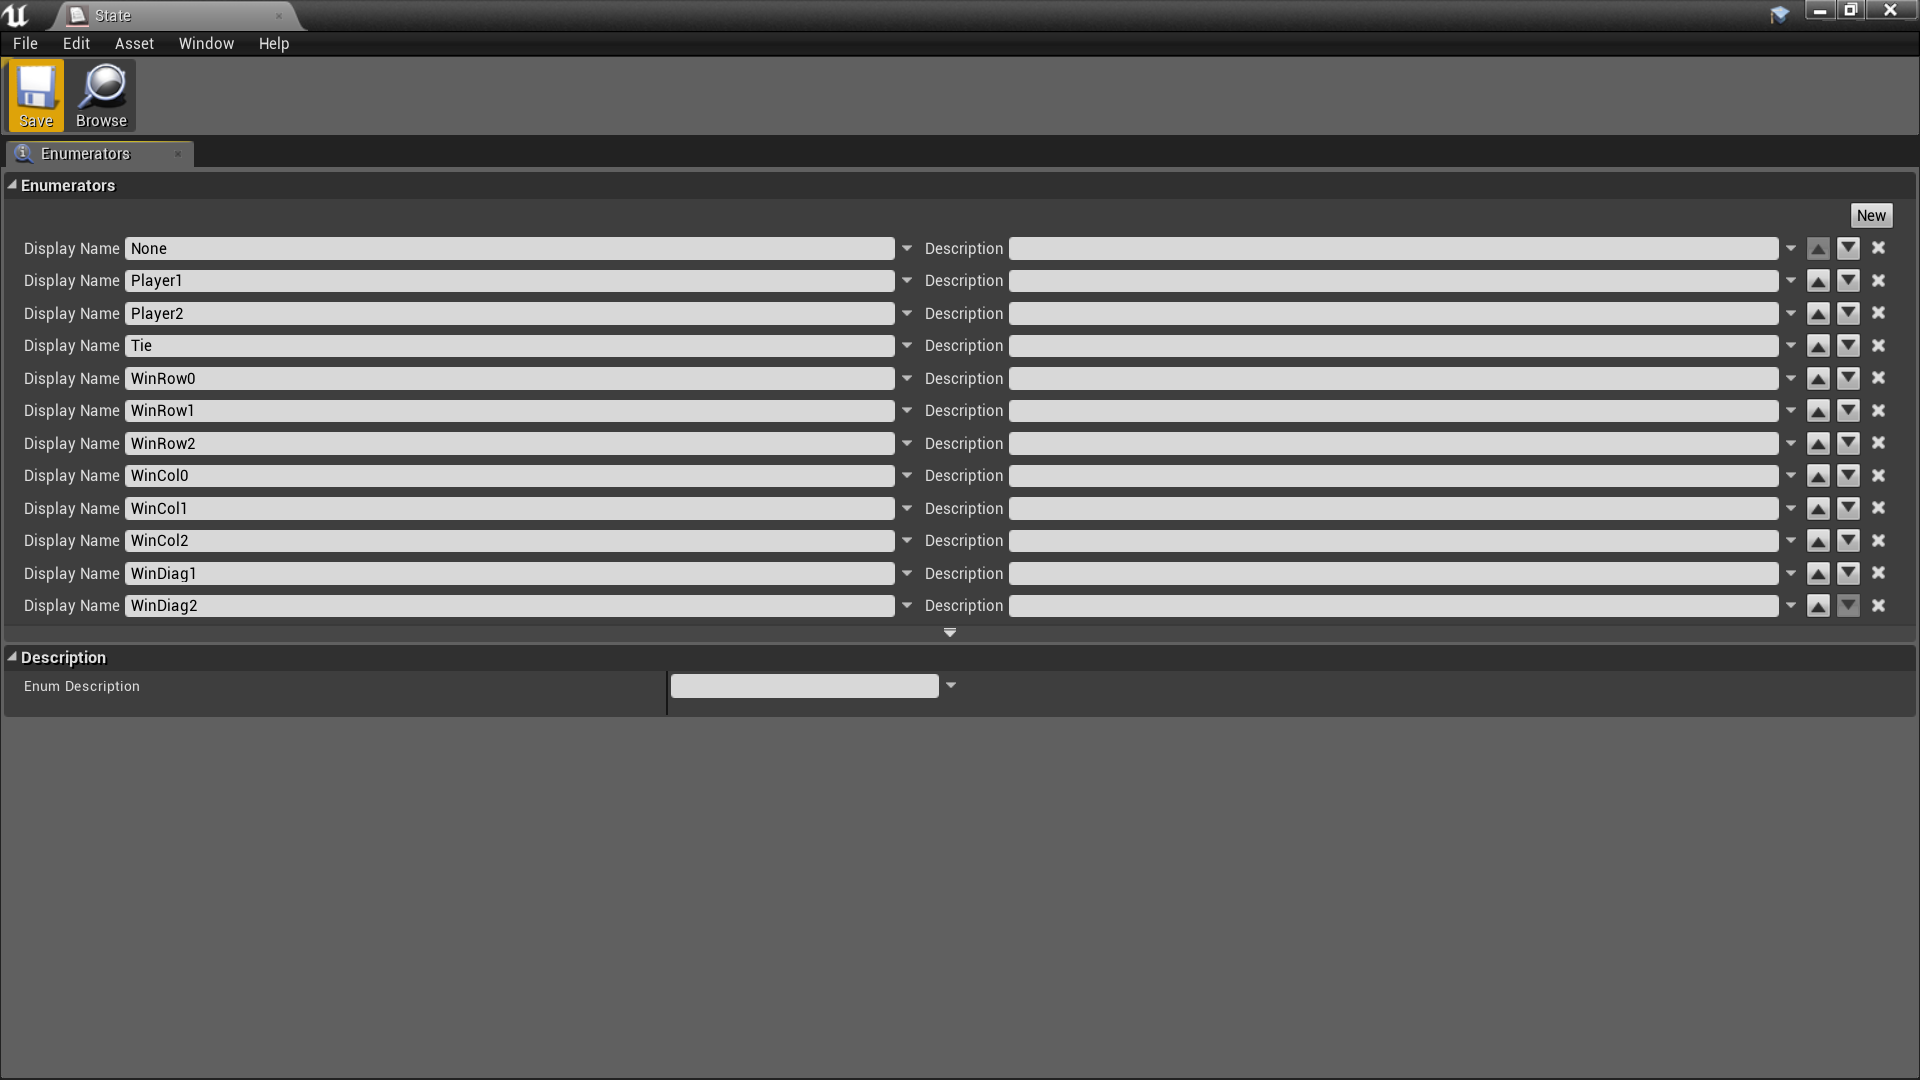 State
File Edit Asset Window Help
Save Browse
Enumerators
Enumerators
New
Display Name None Description
Display Name Player1 Description
Display Name Player2 Description
Display Name Tie Description
Display Name WinRow0 Description
Display Name WinRow1 Description
Display Name WinRow2 Description
Display Name WinCol0 Description
Display Name WinCol1 Description
Display Name WinCol2 Description
Display Name WinDiag1 Description
Display Name WinDiag2 Description
Description
Enum Description